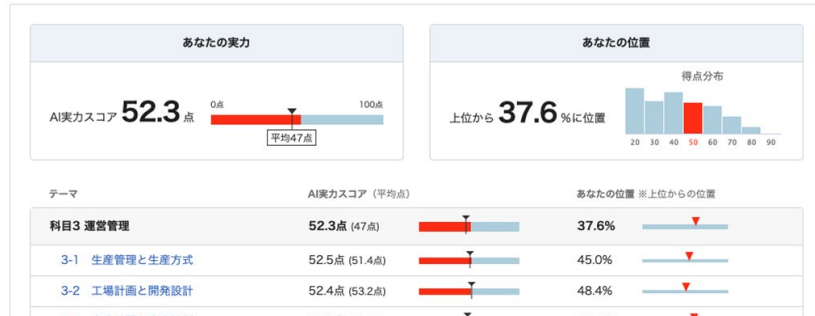 あなたの実力
AI実力スコア 52.3 点
0点 100点
平均47点
あなたの位置
上位から 37.6 %に位置
得点分布
20 30 40 50 60 70 80 90
テーマ AI実力スコア（平均点） あなたの位置 ※上位からの位置
科目3 運営管理 52.3点 (47点) 37.6%
3-1 生産管理と生産方式 52.5点 (51.4点) 45.0%
3-2 工場計画と開発設計 52.4点 (53.2点) 48.4%